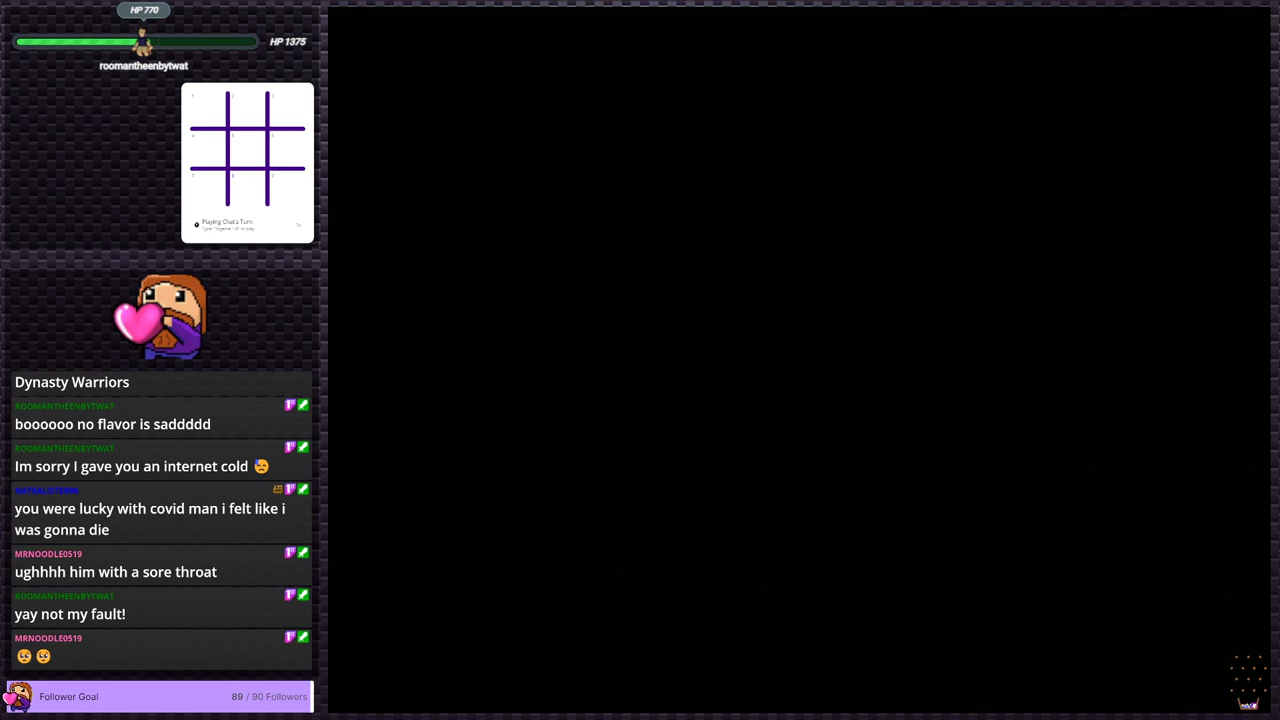 HP 770
HP 1375
roomantheenbytwat
Playing Chat's Turn
Dynasty Warriors
ROOMANTHEENBYTWAT
boooooo no flavor is saddddd
ROOMANTHEENBYTWAT
Im sorry I gave you an internet cold 😓
you were lucky with covid man i felt like i
was gonna die
MRNOODLE0519
ughhhh him with a sore throat
ROOMANTHEENBYTWAT
yay not my fault!
MRNOODLE0519
🥺 🥺
Follower Goal
89 / 90 Followers